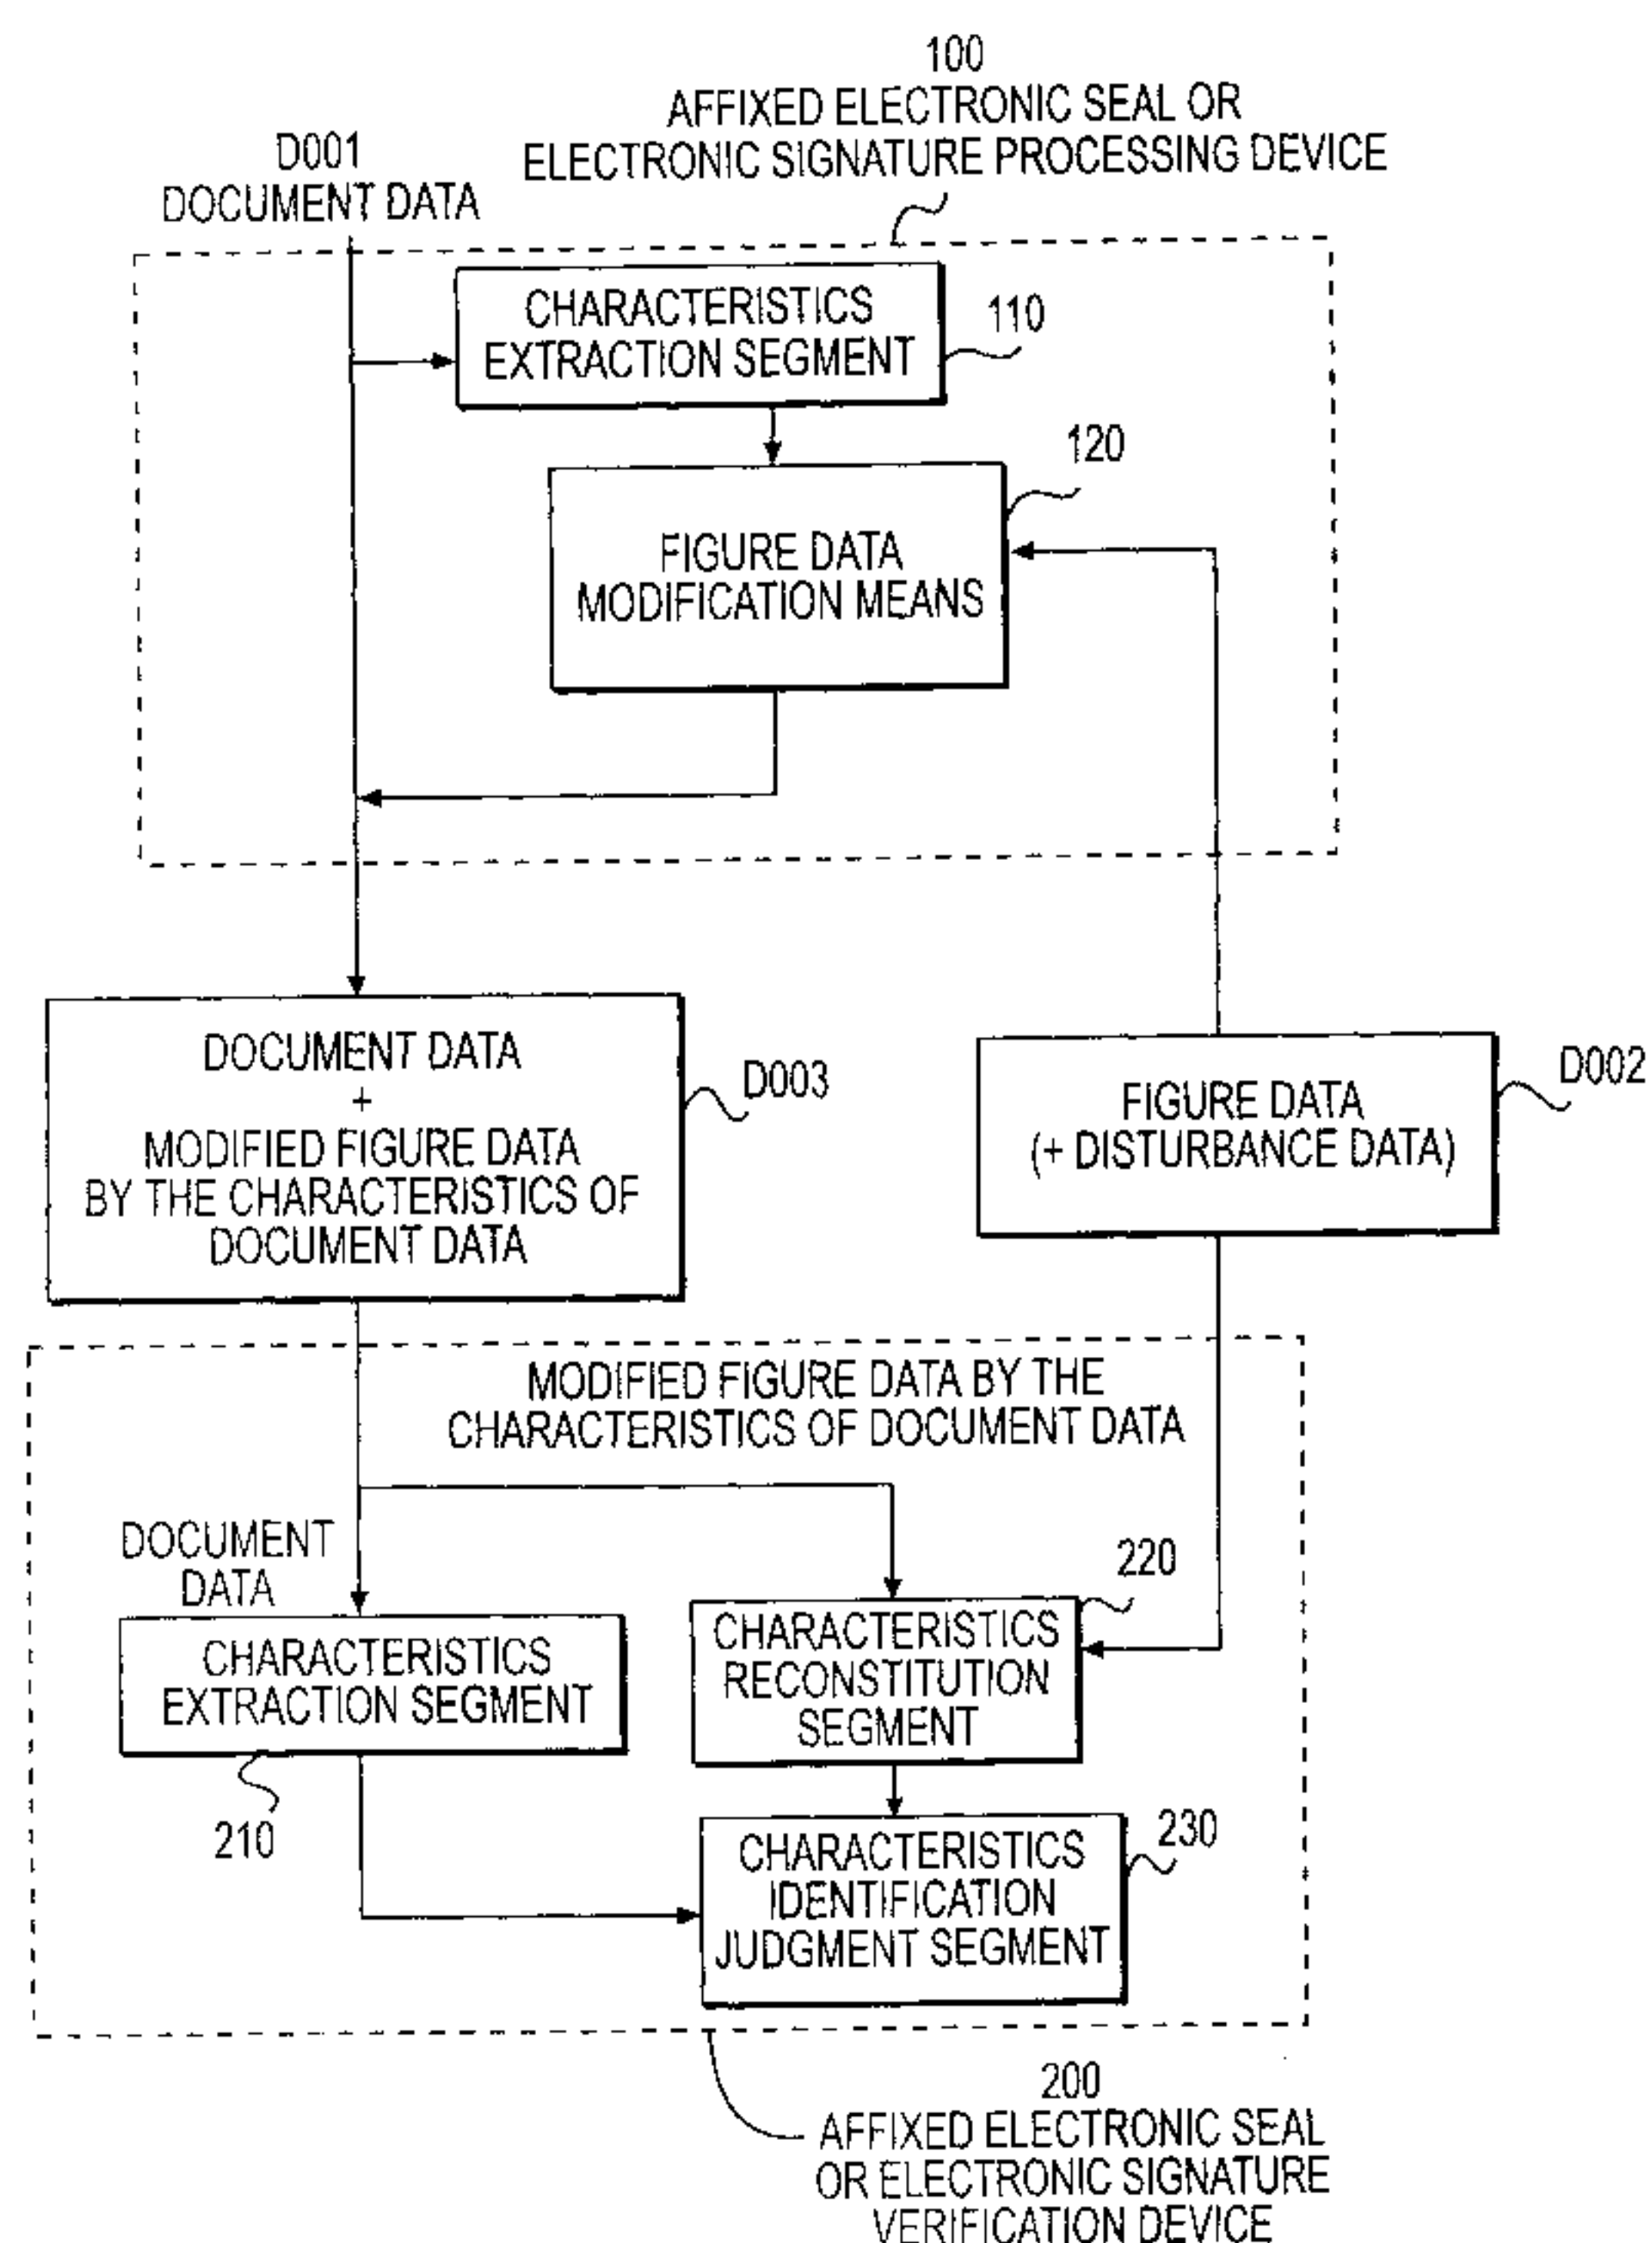 100
AFFIXED ELECTRONIC SEAL OR
ELECTRONIC SIGNATURE PROCESSING DEVICE
D001
DOCUMENT DATA
CHARACTERISTICS
EXTRACTION SEGMENT
110
120
FIGURE DATA
MODIFICATION MEANS
DOCUMENT DATA
+
MODIFIED FIGURE DATA
BY THE CHARACTERISTICS OF
DOCUMENT DATA
D003
FIGURE DATA
(+ DISTURBANCE DATA)
D002
MODIFIED FIGURE DATA BY THE
CHARACTERISTICS OF DOCUMENT DATA
DOCUMENT
DATA
CHARACTERISTICS
EXTRACTION SEGMENT
210
220
CHARACTERISTICS
RECONSTITUTION
SEGMENT
230
CHARACTERISTICS
IDENTIFICATION
JUDGMENT SEGMENT
200
AFFIXED ELECTRONIC SEAL
OR ELECTRONIC SIGNATURE
VERIFICATION DEVICE